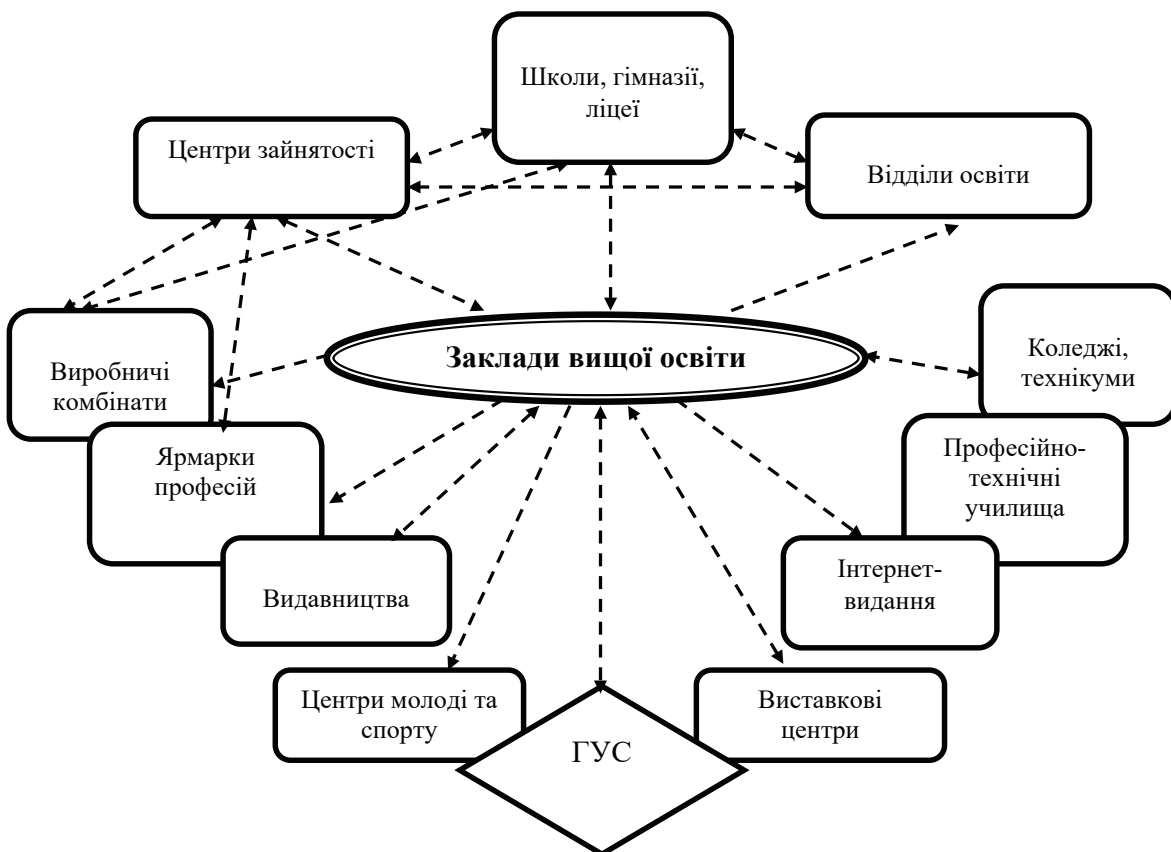 Школи, гімназії,
ліцеї
Центри зайнятості
Відділи освіти
Заклади вищої освіти
Коледжі,
технікуми
Виробничі
комбінати
Ярмарки
професій
Професійно-
технічні
училища
Видавництва
Інтернет-
видання
Центри молоді та
спорту
ГУС
Виставкові
центри